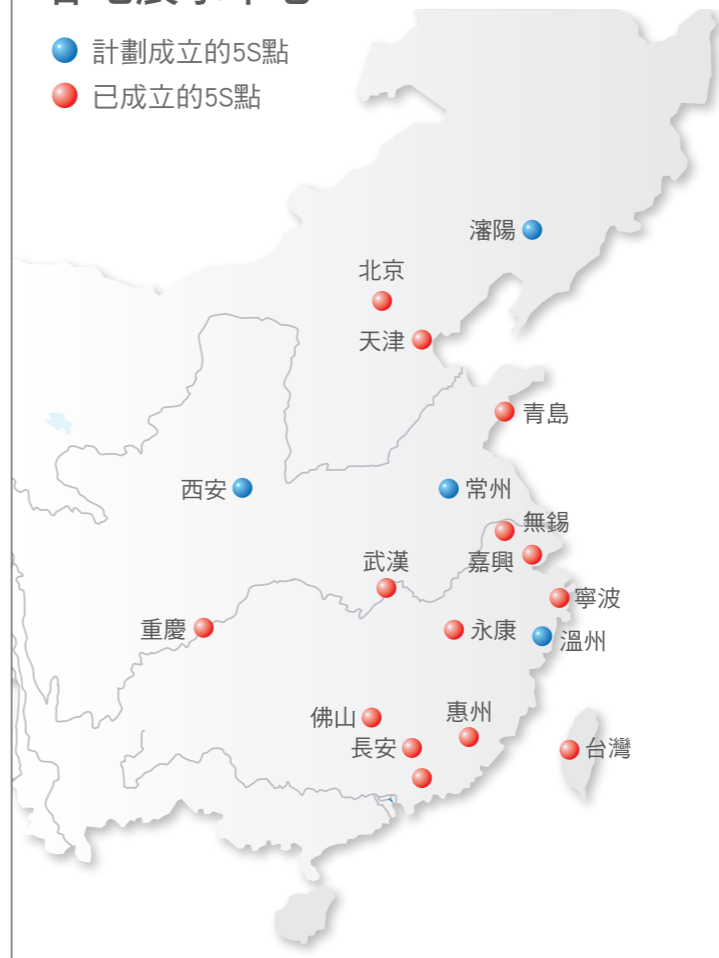 計劃成立的5S點
已成立的5S點
瀋陽
北京
天津
青島
西安
常州
無錫
武漢
嘉興
寧波
重慶
永康
溫州
佛山
惠州
長安
台灣